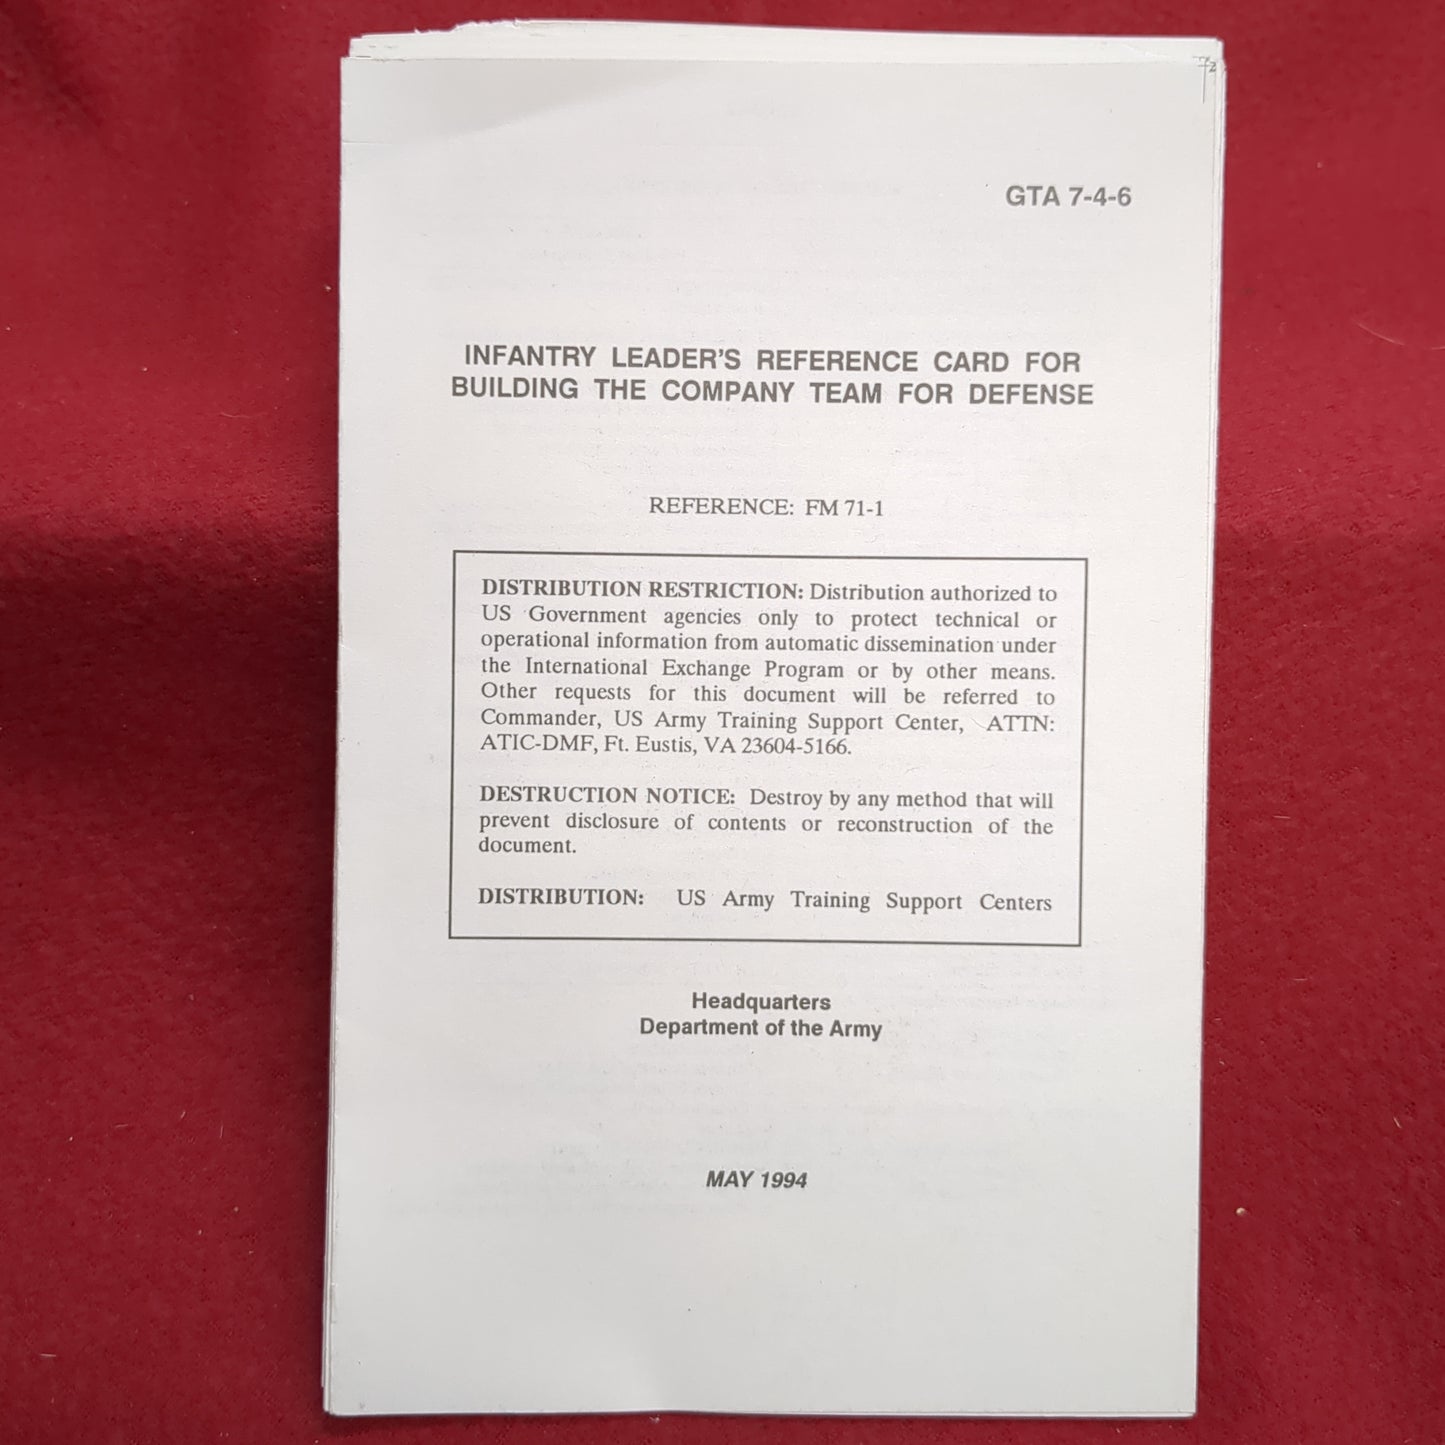 GTA 7-4-6
INFANTRY LEADER'S REFERENCE CARD FOR
BUILDING THE COMPANY TEAM FOR DEFENSE
REFERENCE: FM 71-1
DISTRIBUTION RESTRICTION: Distribution authorized to
US Government agencies only to protect technical or
operational information from automatic dissemination under
the International Exchange Program or by other means.
Other requests for this document will be referred to
Commander, US Army Training Support Center, ATTN:
ATIC-DMF, Ft. Eustis, VA 23604-5166.
DESTRUCTION NOTICE: Destroy by any method that will
prevent disclosure of contents or reconstruction of the
document.
DISTRIBUTION: US Army Training Support Centers
Headquarters
Department of the Army
MAY 1994